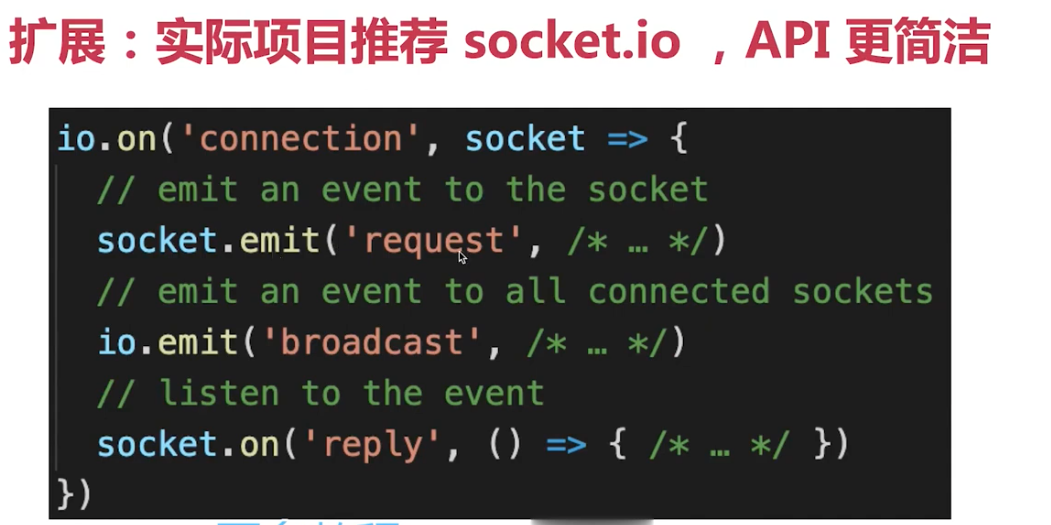 扩展：实际项目推荐 socket.io ，API 更简洁
io.on('connection', socket => {
// emit an event to the socket
socket.emit('request', /* … */)
// emit an event to all connected sockets
io.emit('broadcast', /* … */)
// listen to the event
socket.on('reply', () => { /* … */ })
})